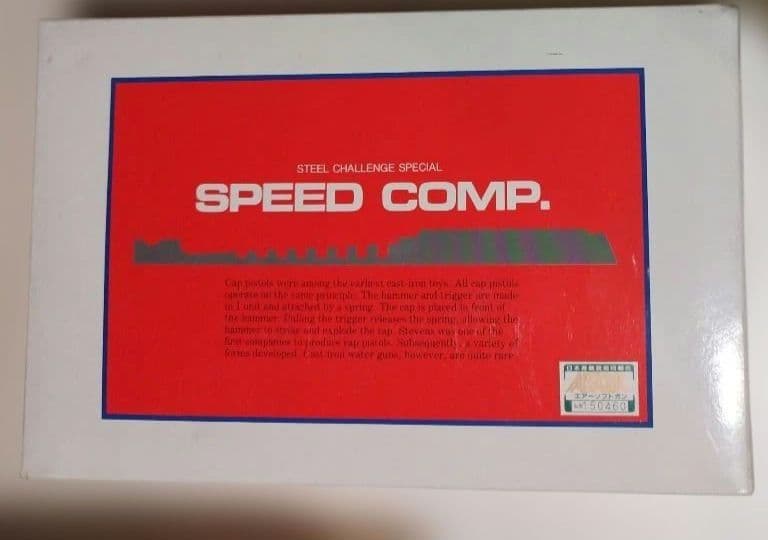 STEEL CHALLENGE SPECIAL
SPEED COMP.
Cap pistols were among the earliest cast-iron toys. All cap pistols
operate on the same principle. The hammer and trigger are made
in 1 unit and attached by a spring. The cap is placed in front of
the hammer. Pulling the trigger releases the spring, allowing the
hammer to strike and explode the cap. Stevens was one of the
first companies to produce cap pistols. Subsequently, a variety of
forms developed. Cast-iron water guns, however, are quite rare
エアーソフトガン
150460